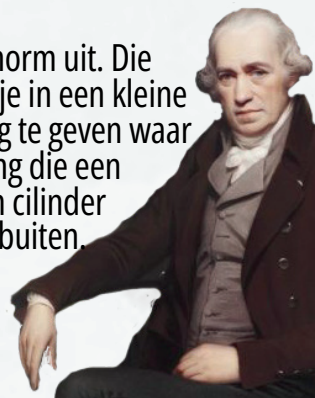 norm uit. Die
je in een kleine
g te geven waar
ng die een
n cilinder
buiten.